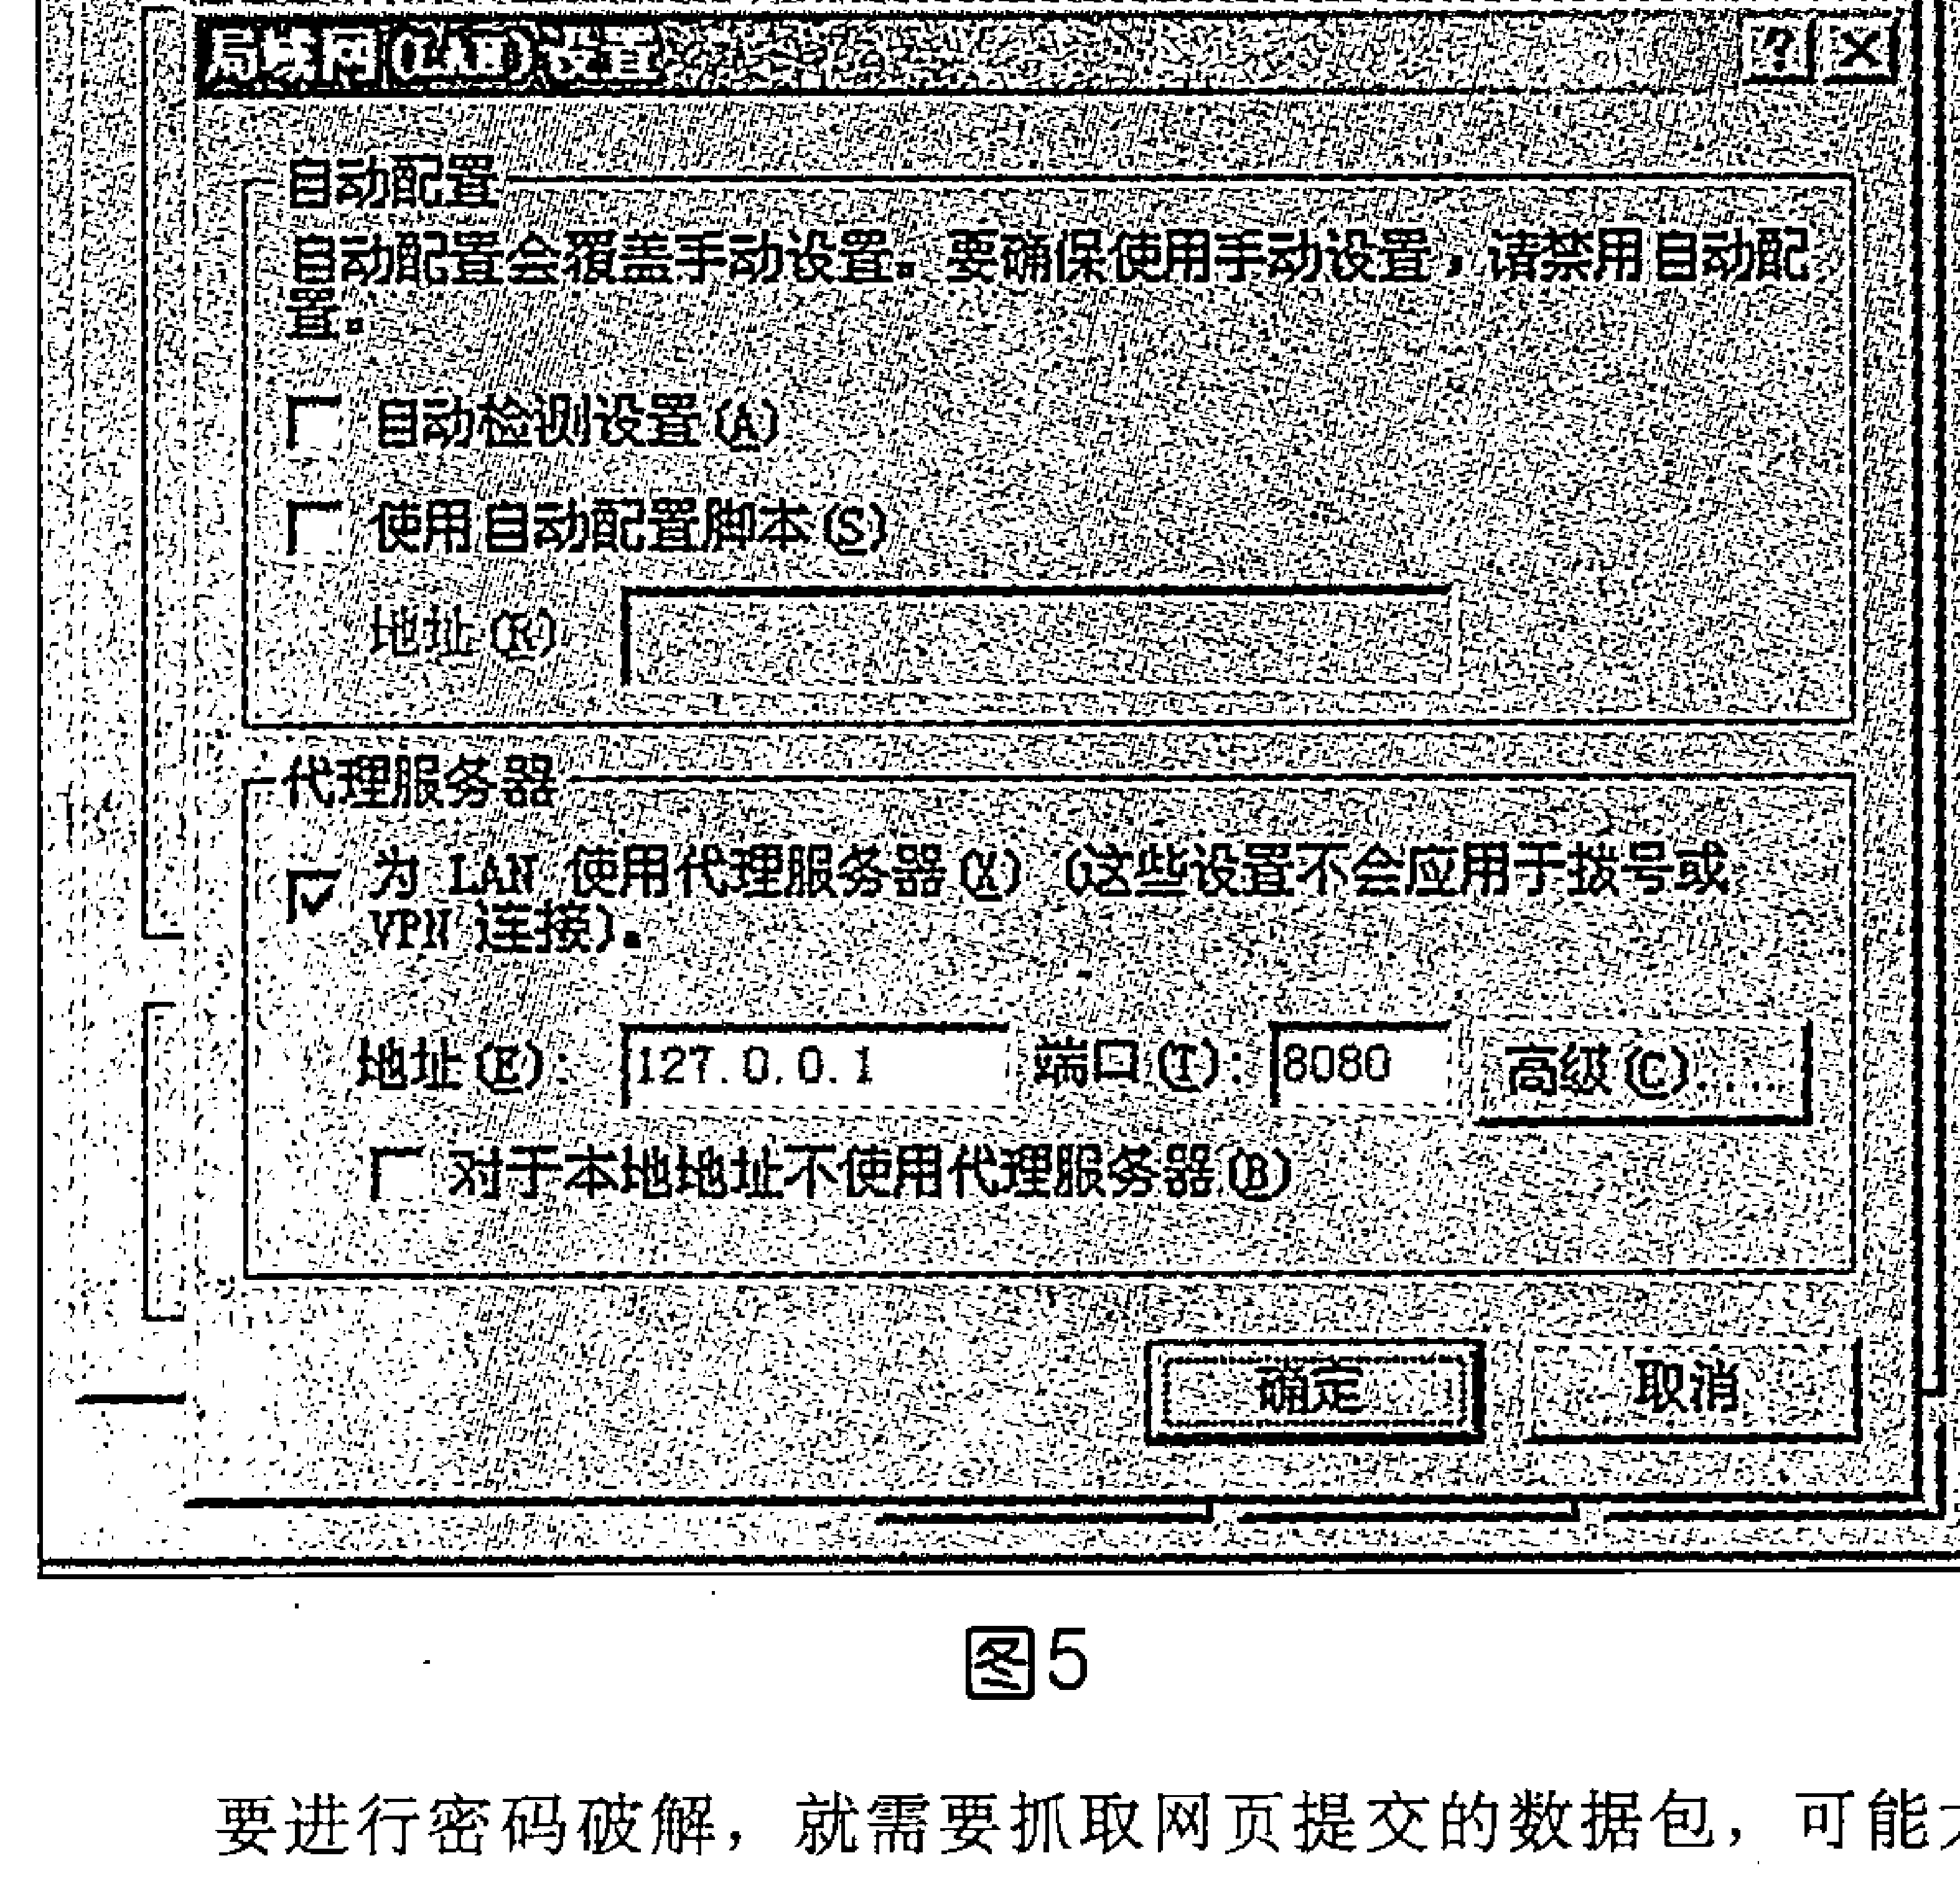 局域网(LAN)设置
自动配置
自动配置会覆盖手动设置。要确保使用手动设置，请禁用自动配
置。
自动检测设置(A)
使用自动配置脚本(S)
地址(R)
代理服务器
为 LAN 使用代理服务器(X) (这些设置不会应用于拨号或
VPN 连接)。
地址(E): 127.0.0.1 端口(T): 8080 高级(C)...
对于本地地址不使用代理服务器(B)
确定 取消
图5
要进行密码破解，就需要抓取网页提交的数据包，可能